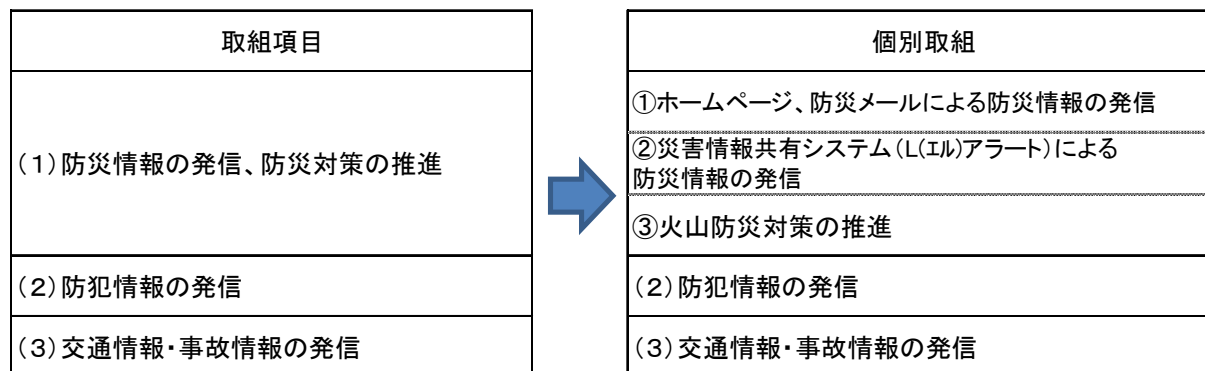 取組項目
(1)防災情報の発信、防災対策の推進
(2)防犯情報の発信
(3)交通情報・事故情報の発信
個別取組
①ホームページ、防災メールによる防災情報の発信
②災害情報共有システム(L(エル)アラート)による
防災情報の発信
③火山防災対策の推進
(2)防犯情報の発信
(3)交通情報・事故情報の発信